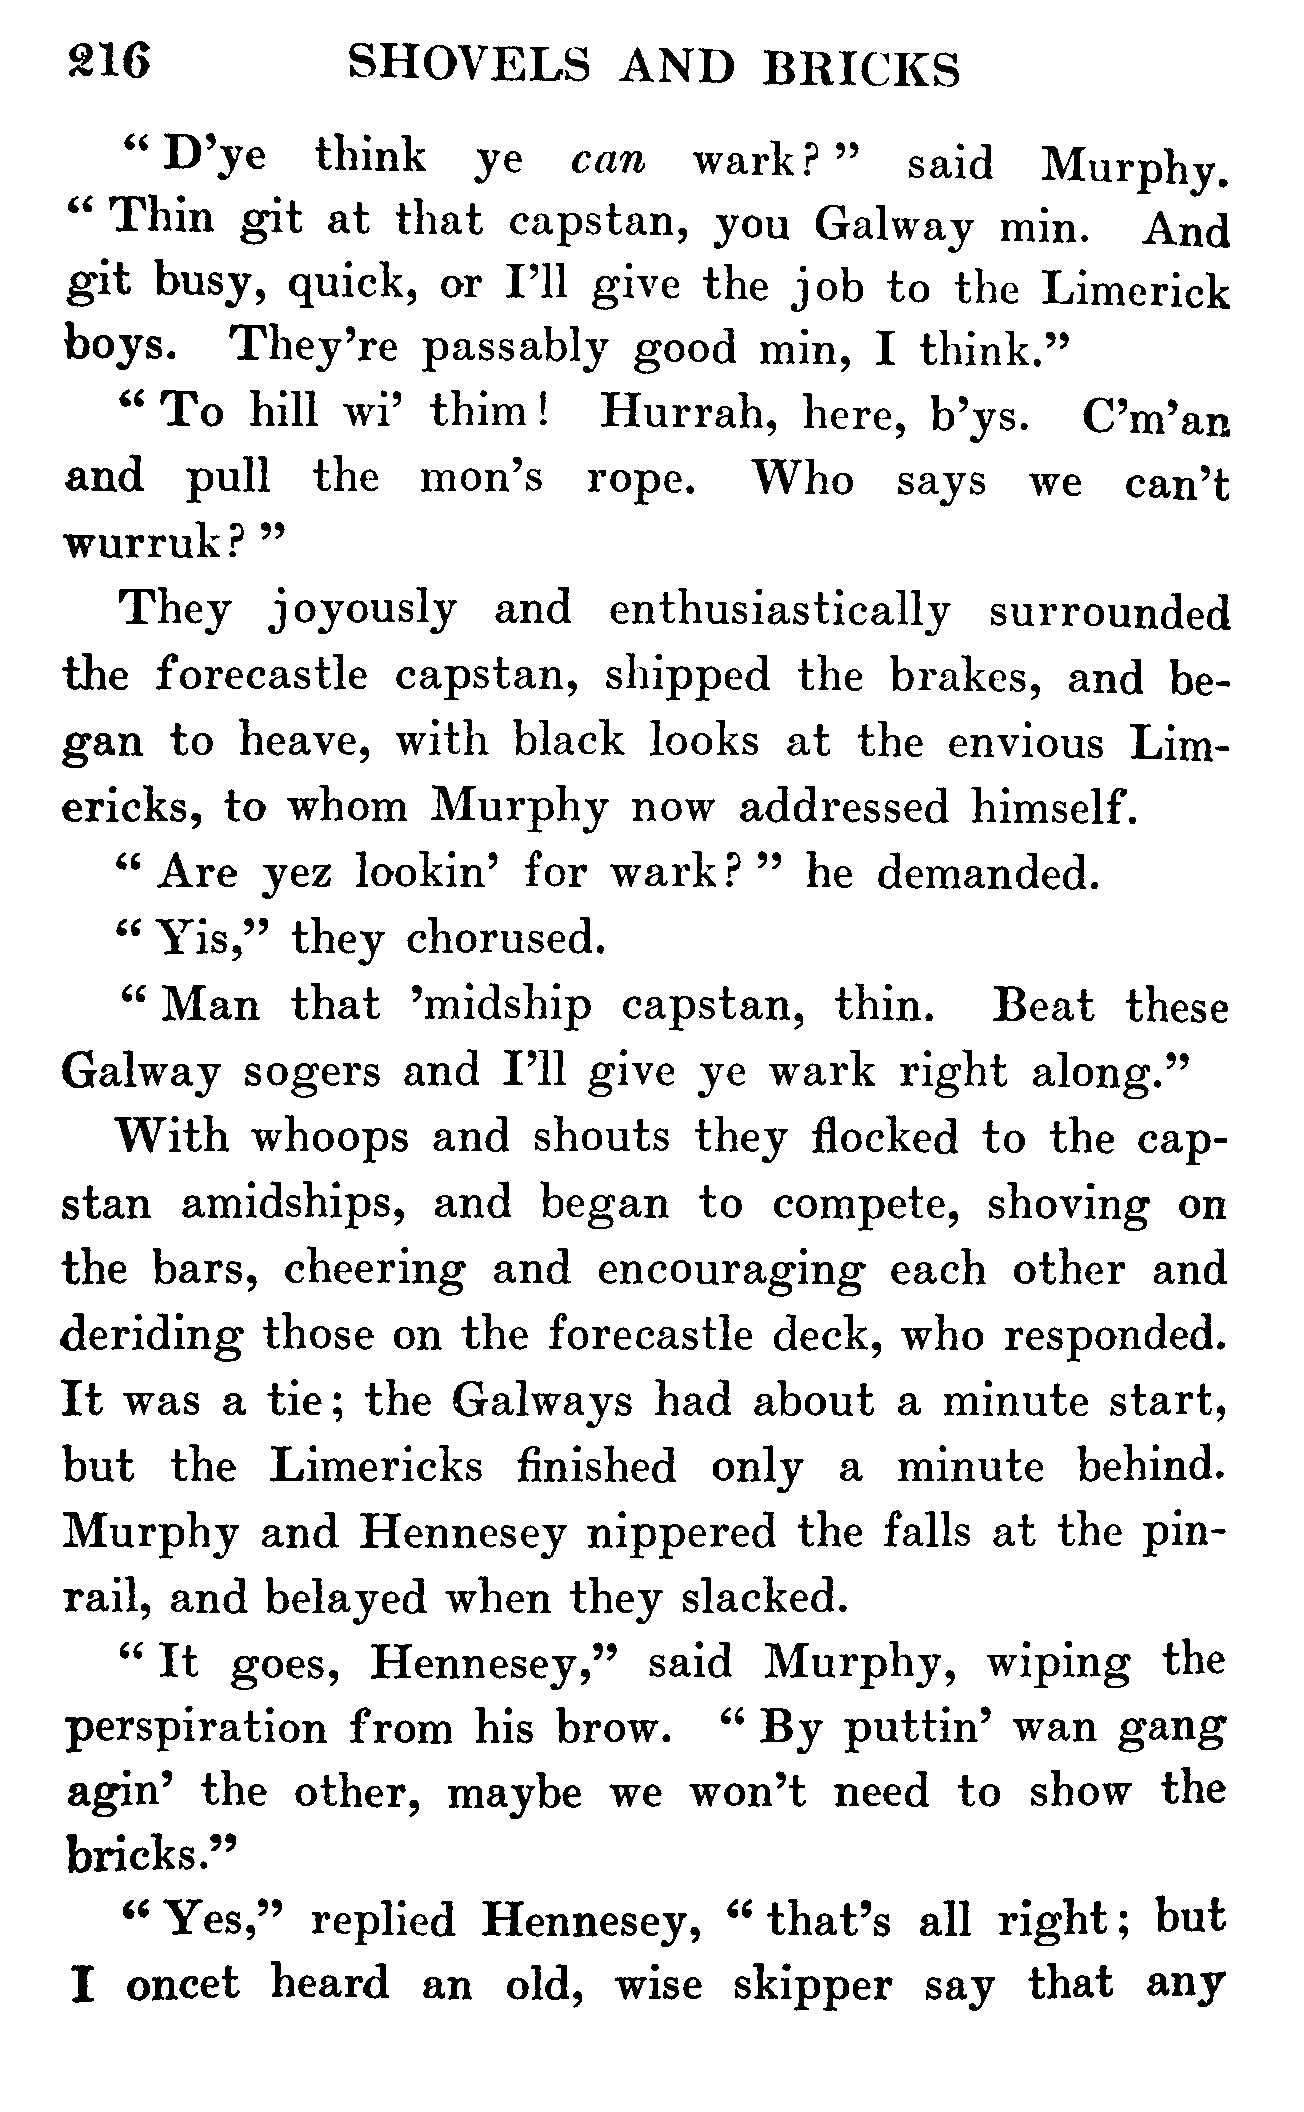 216 SHOVELS AND BRICKS
“ D’ye think ye can wark? ” said Murphy.
“ Thin git at that capstan, you Galway min. And
git busy, quick, or I’ll give the job to the Limerick
boys. They’re passably good min, I think.”
“ To hill wi’ thim! Hurrah, here, b’ys. C’m’an
and pull the mon’s rope. Who says we can’t
wurruk? ”
They joyously and enthusiastically surrounded
the forecastle capstan, shipped the brakes, and be-
gan to heave, with black looks at the envious Lim-
ericks, to whom Murphy now addressed himself.
“ Are yez lookin’ for wark? ” he demanded.
“ Yis,” they chorused.
“ Man that ’midship capstan, thin. Beat these
Galway sogers and I’ll give ye wark right along.”
With whoops and shouts they flocked to the cap-
stan amidships, and began to compete, shoving on
the bars, cheering and encouraging each other and
deriding those on the forecastle deck, who responded.
It was a tie; the Galways had about a minute start,
but the Limericks finished only a minute behind.
Murphy and Hennesey nippered the falls at the pin-
rail, and belayed when they slacked.
“ It goes, Hennesey,” said Murphy, wiping the
perspiration from his brow. “ By puttin’ wan gang
agin’ the other, maybe we won’t need to show the
bricks.”
“ Yes,” replied Hennesey, “ that’s all right; but
I oncet heard an old, wise skipper say that any